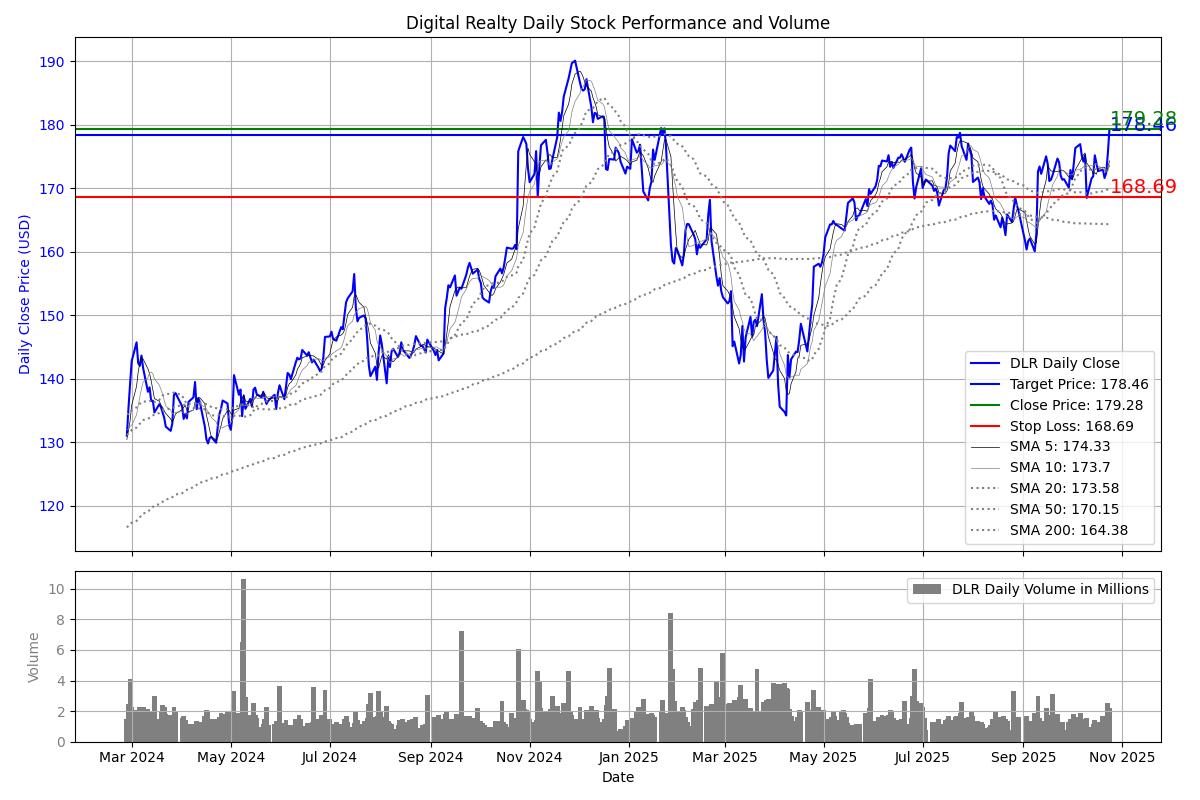 Digital Realty Daily Stock Performance and Volume
Daily Close Price (USD)
190
180
170
160
150
140
130
120
179.28
178.46
168.69
DLR Daily Close
Target Price: 178.46
Close Price: 179.28
Stop Loss: 168.69
SMA 5: 174.33
SMA 10: 173.7
SMA 20: 173.58
SMA 50: 170.15
SMA 200: 164.38
Volume
10
8
6
4
2
0
DLR Daily Volume in Millions
Mar 2024 May 2024 Jul 2024 Sep 2024 Nov 2024 Jan 2025 Mar 2025 May 2025 Jul 2025 Sep 2025 Nov 2025
Date